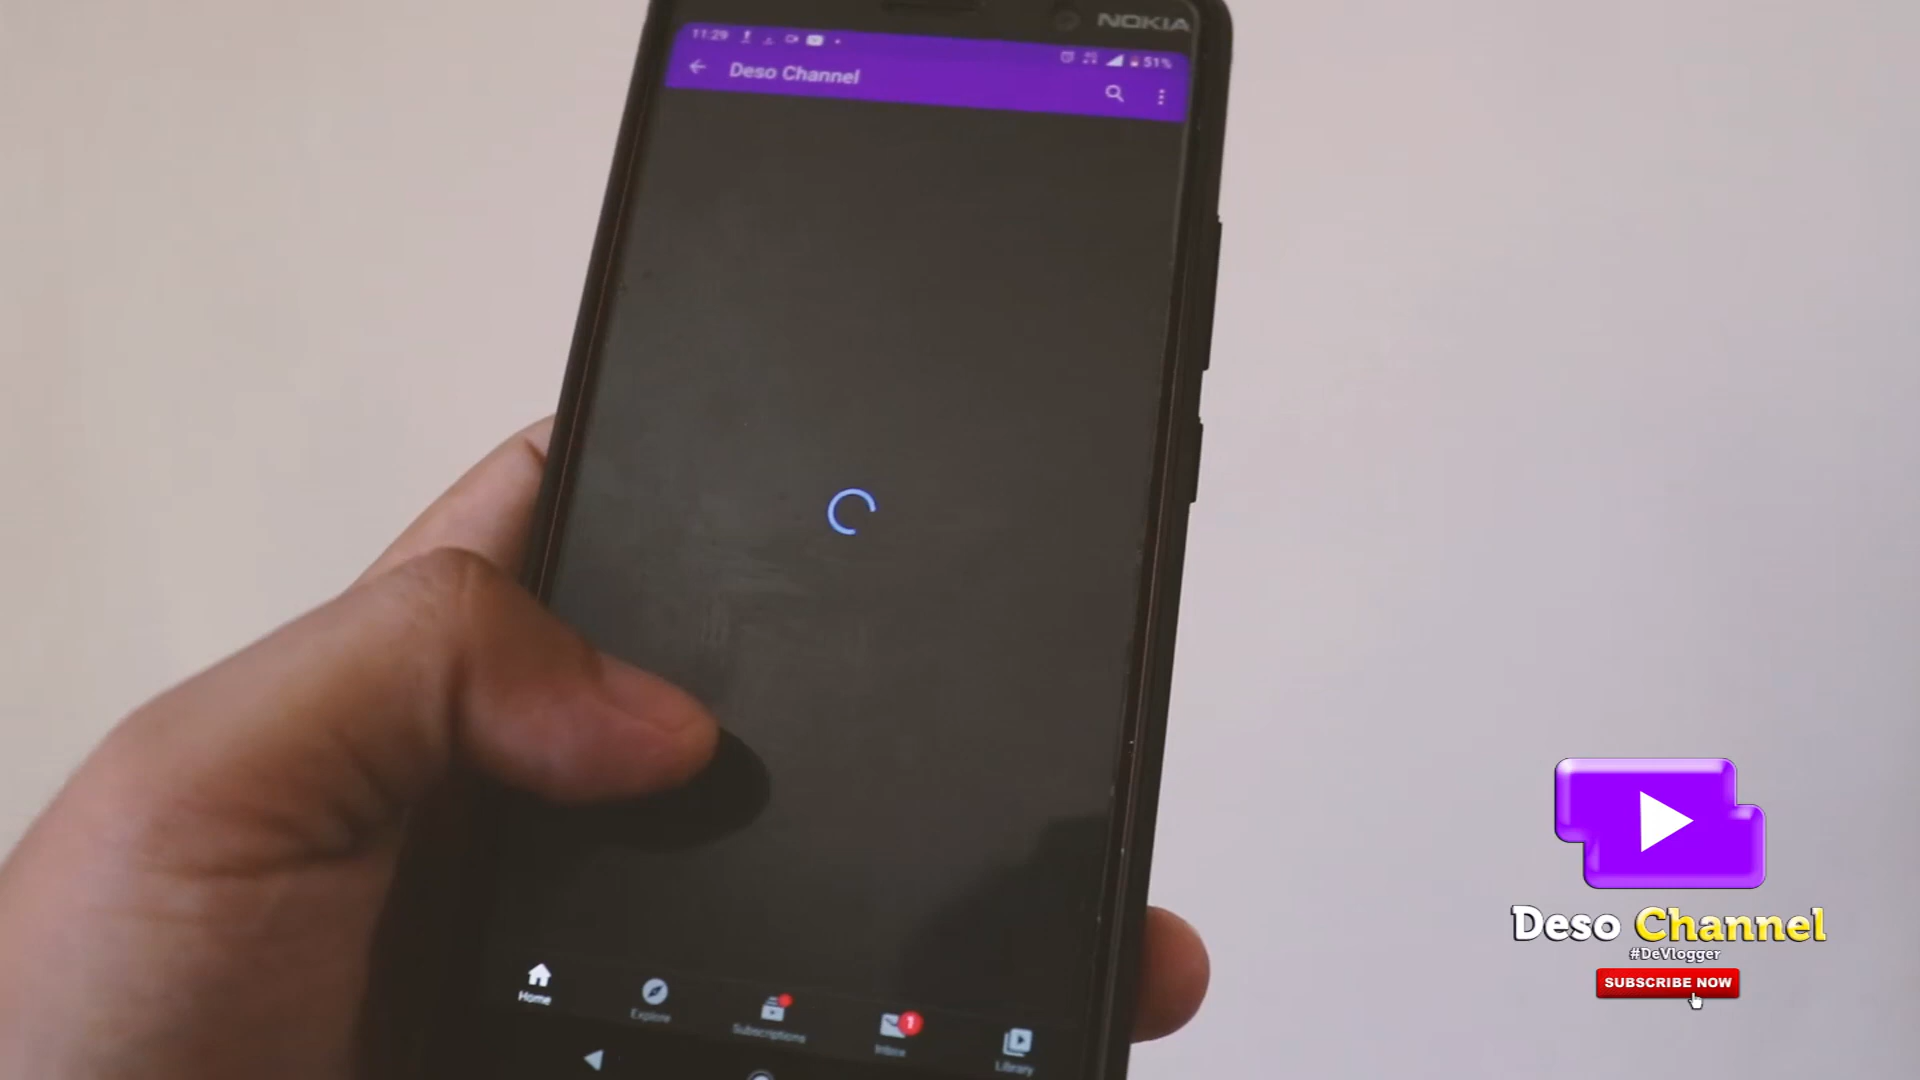 NOKIA
11:29
51%
Deso Channel
Home
Explore
Subscriptions
1
Inbox
Library
Deso Channel
#DeVlogger
SUBSCRIBE NOW